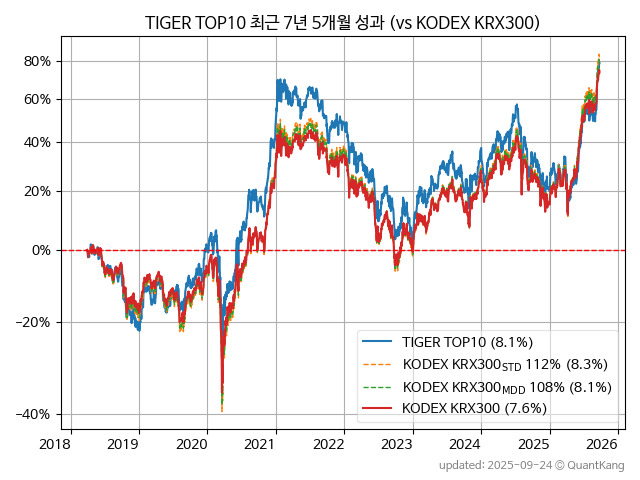 TIGER TOP10 최근 7년 5개월 성과 (vs KODEX KRX300)
80%
60%
40%
20%
0%
−20%
−40%
TIGER TOP10 (8.1%)
KODEX KRX300STD 112% (8.3%)
KODEX KRX300MDD 108% (8.1%)
KODEX KRX300 (7.6%)
2018 2019 2020 2021 2022 2023 2024 2025 2026
updated: 2025-09-24 © QuantKang